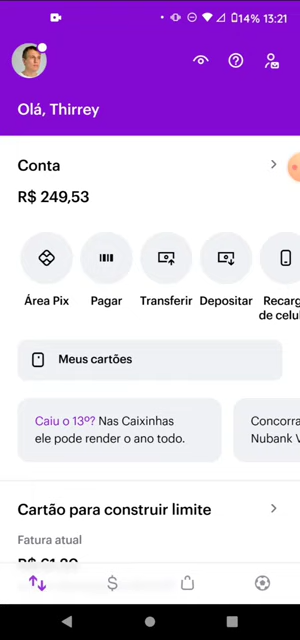 14% 13:21
Olá, Thirrey
Conta
R$ 249,53
Área Pix
Pagar
Transferir
Depositar
Recarg
de celul
Meus cartões
Caiu o 13º? Nas Caixinhas
ele pode render o ano todo.
Concorra
Nubank V
Cartão para construir limite
Fatura atual